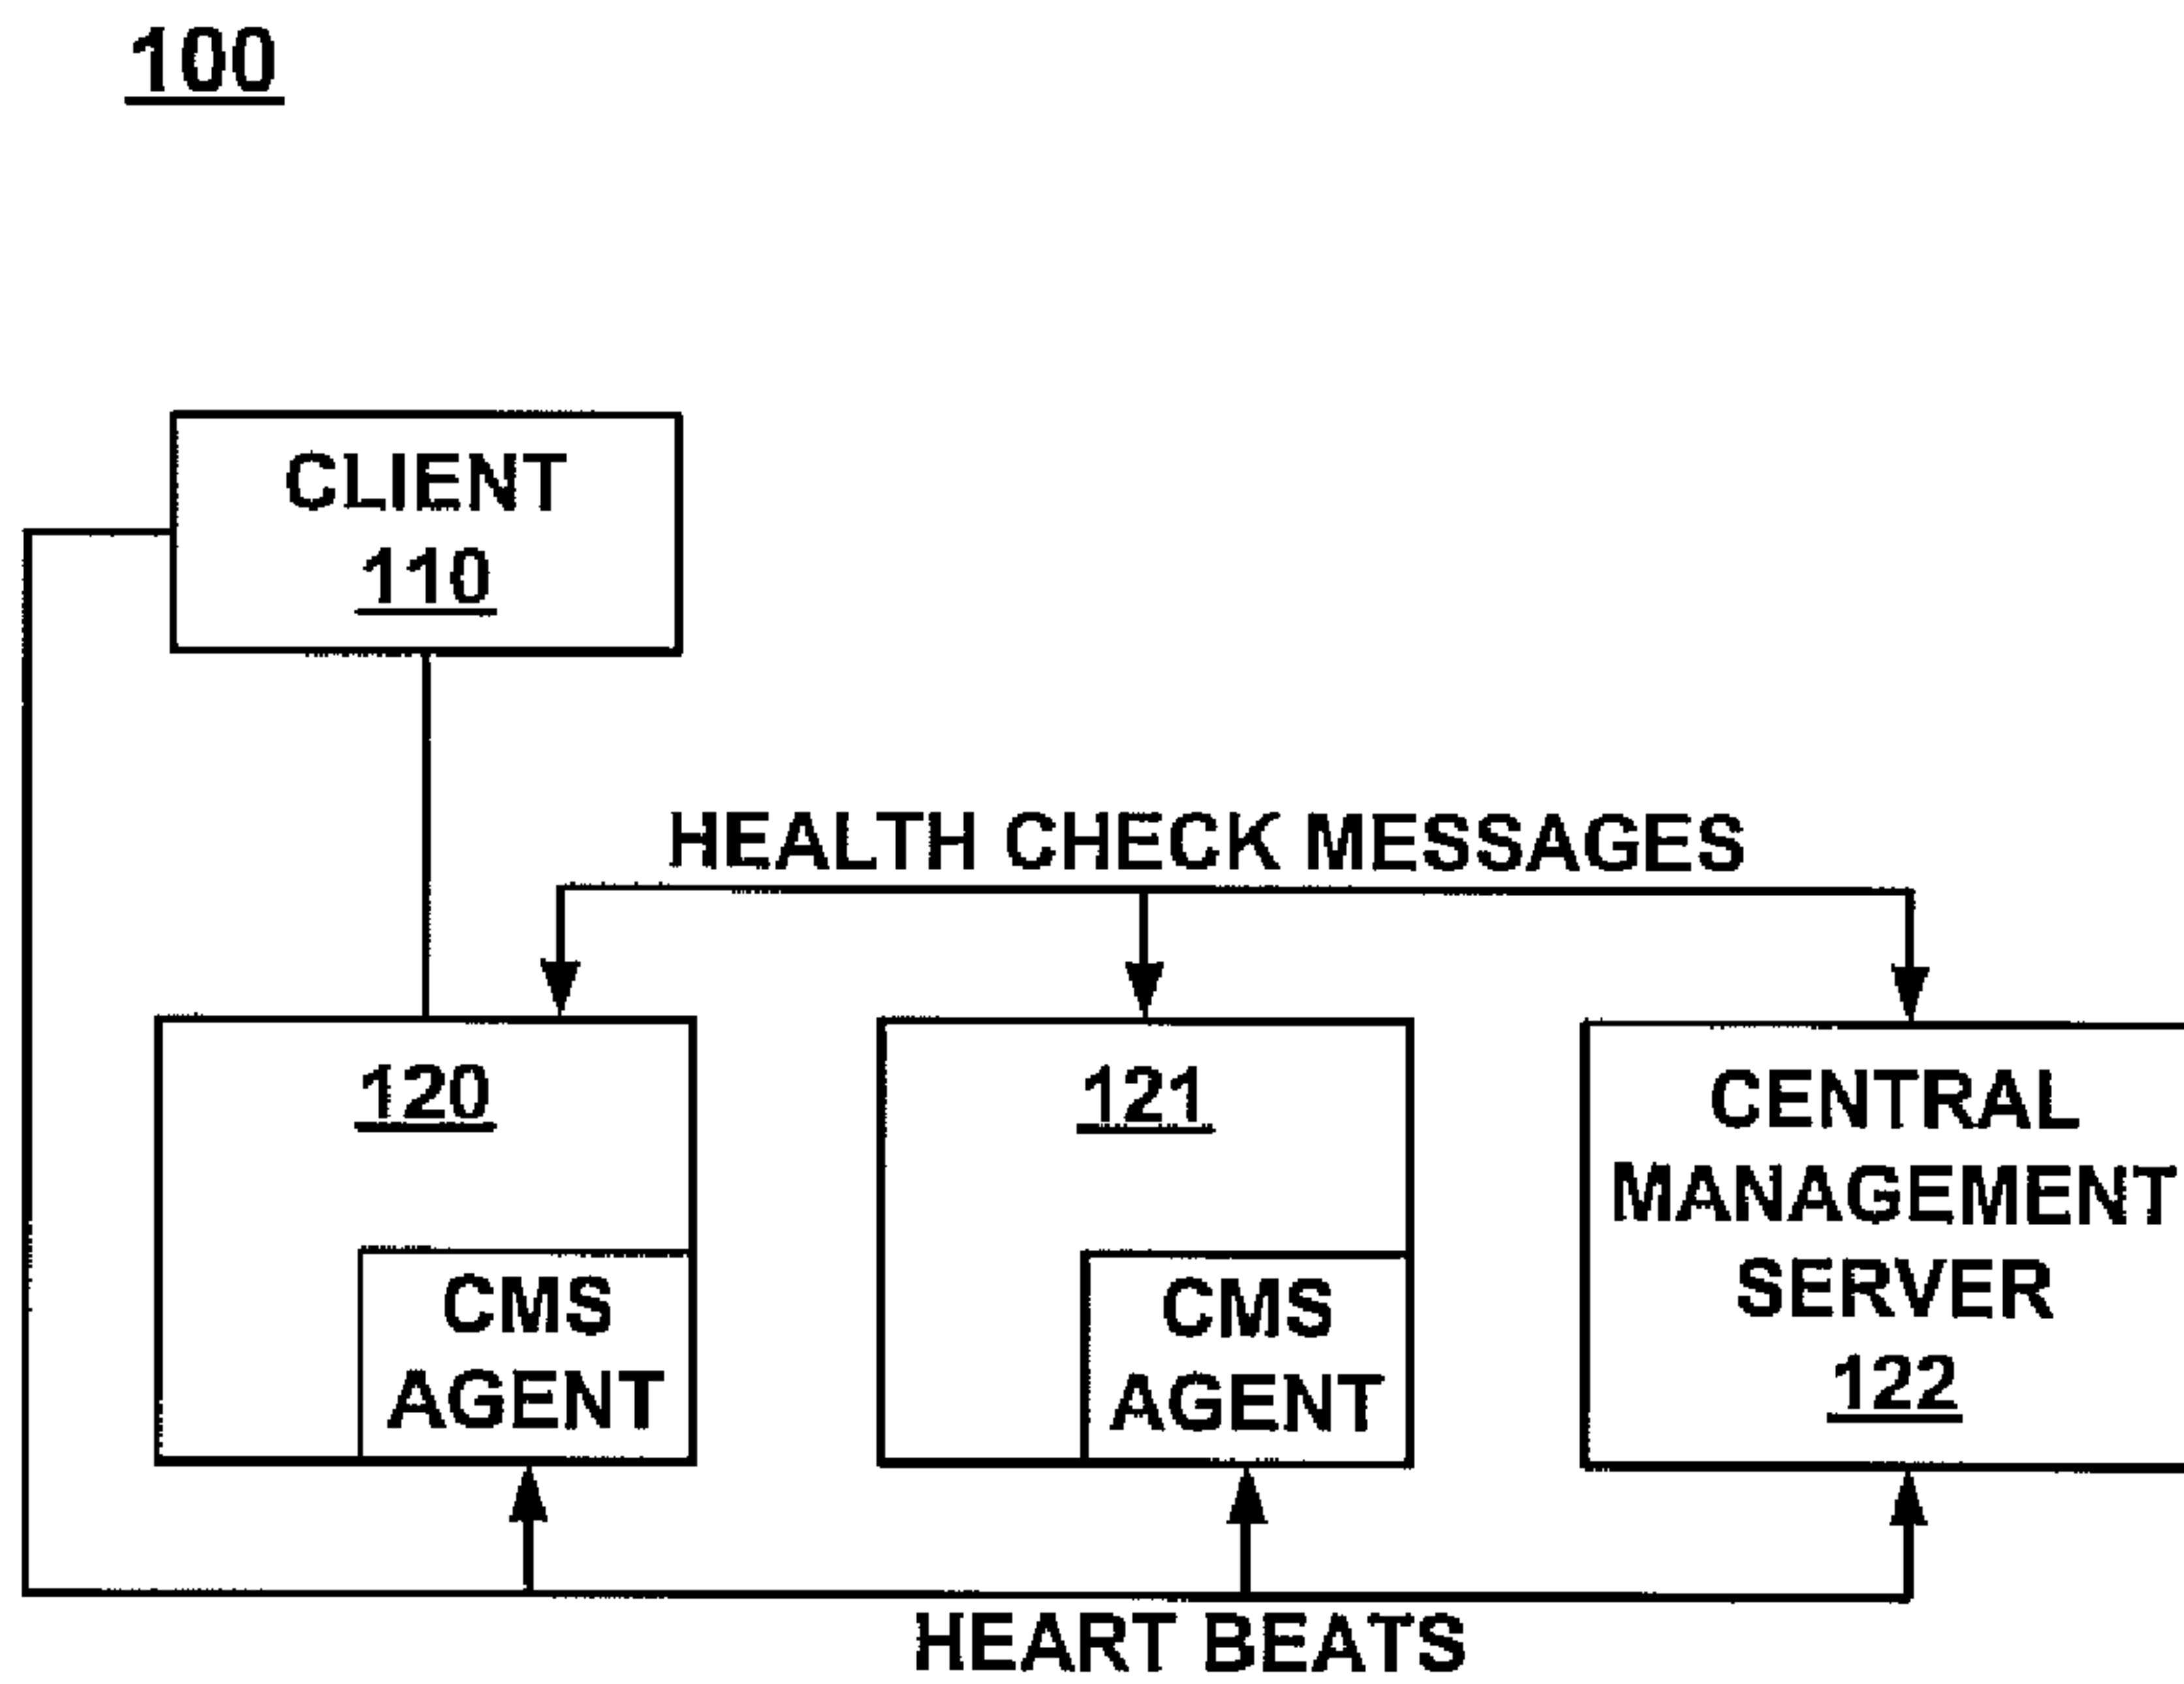 100
CLIENT
110
HEALTH CHECK MESSAGES
120
CMS
AGENT
121
CMS
AGENT
CENTRAL
MANAGEMENT
SERVER
122
HEART BEATS